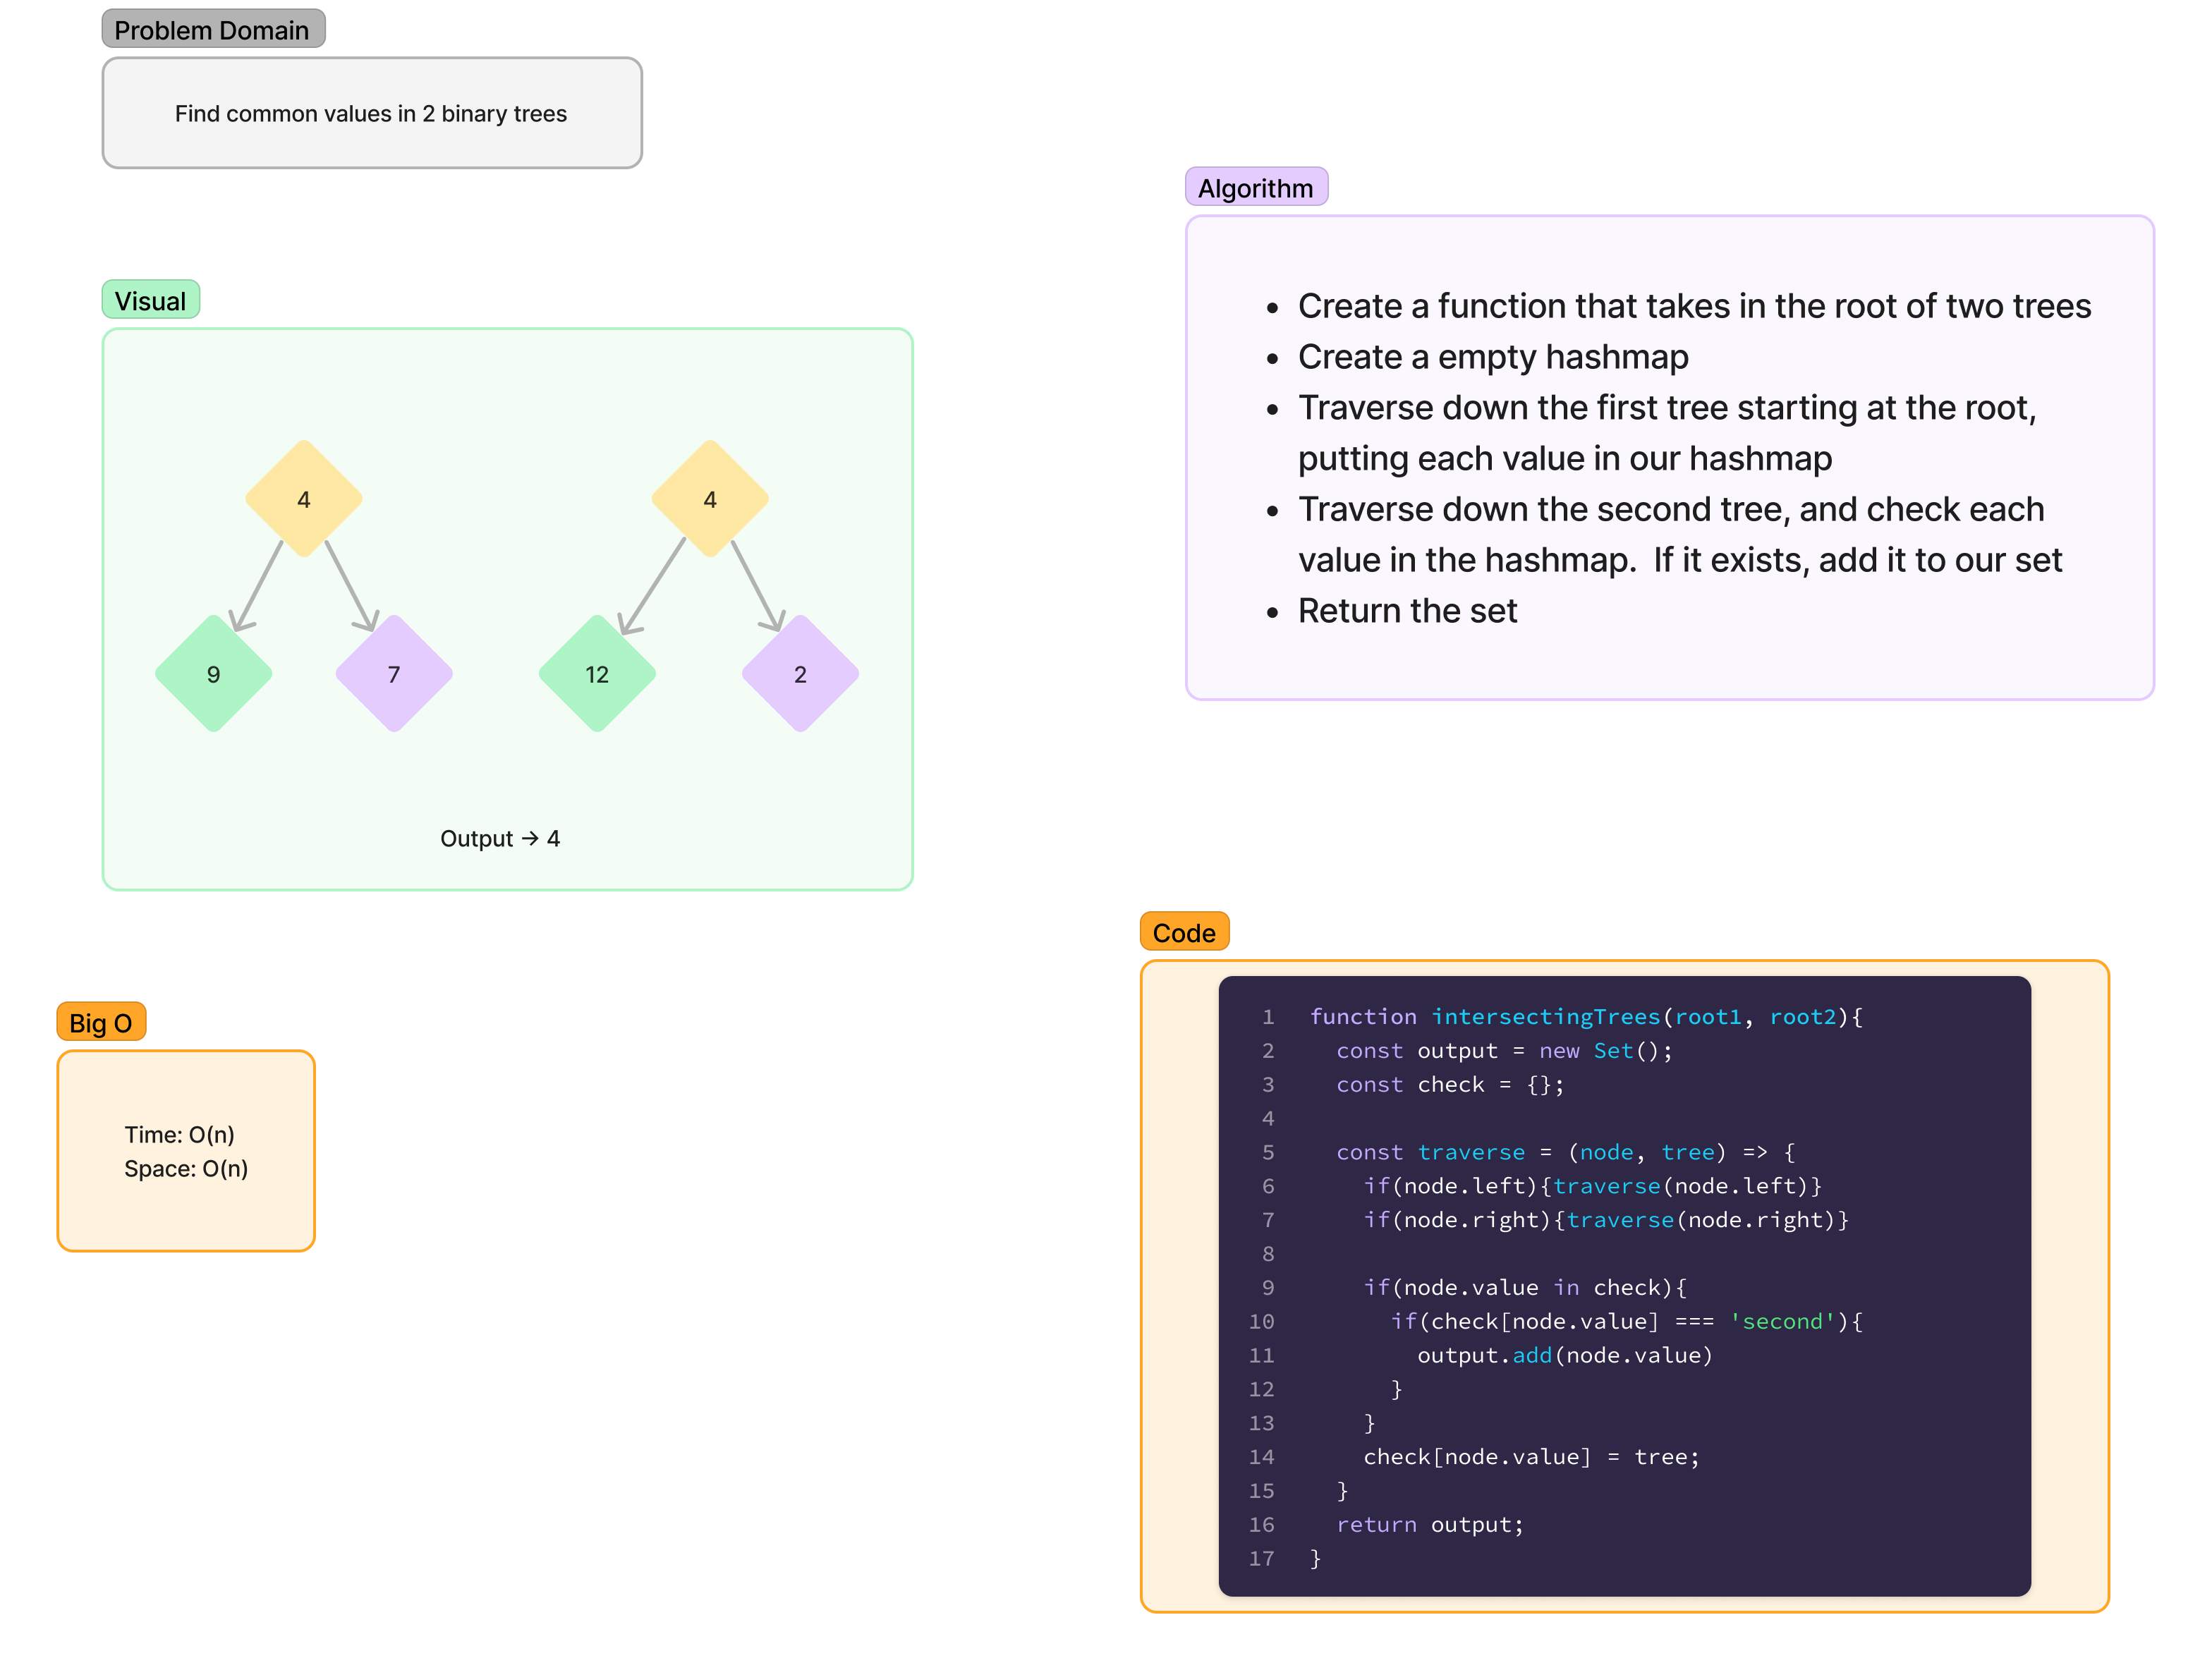 Problem Domain
Find common values in 2 binary trees
Visual
4
4
9
7
12
2
Output → 4
Big O
Time: O(n)
Space: O(n)
Algorithm
• Create a function that takes in the root of two trees
• Create a empty hashmap
• Traverse down the first tree starting at the root,
putting each value in our hashmap
• Traverse down the second tree, and check each
value in the hashmap.  If it exists, add it to our set
• Return the set
Code
1 function intersectingTrees(root1, root2){
2   const output = new Set();
3   const check = {};
4
5   const traverse = (node, tree) => {
6     if(node.left){traverse(node.left)}
7     if(node.right){traverse(node.right)}
8
9     if(node.value in check){
10       if(check[node.value] === 'second'){
11         output.add(node.value)
12       }
13     }
14     check[node.value] = tree;
15   }
16   return output;
17 }